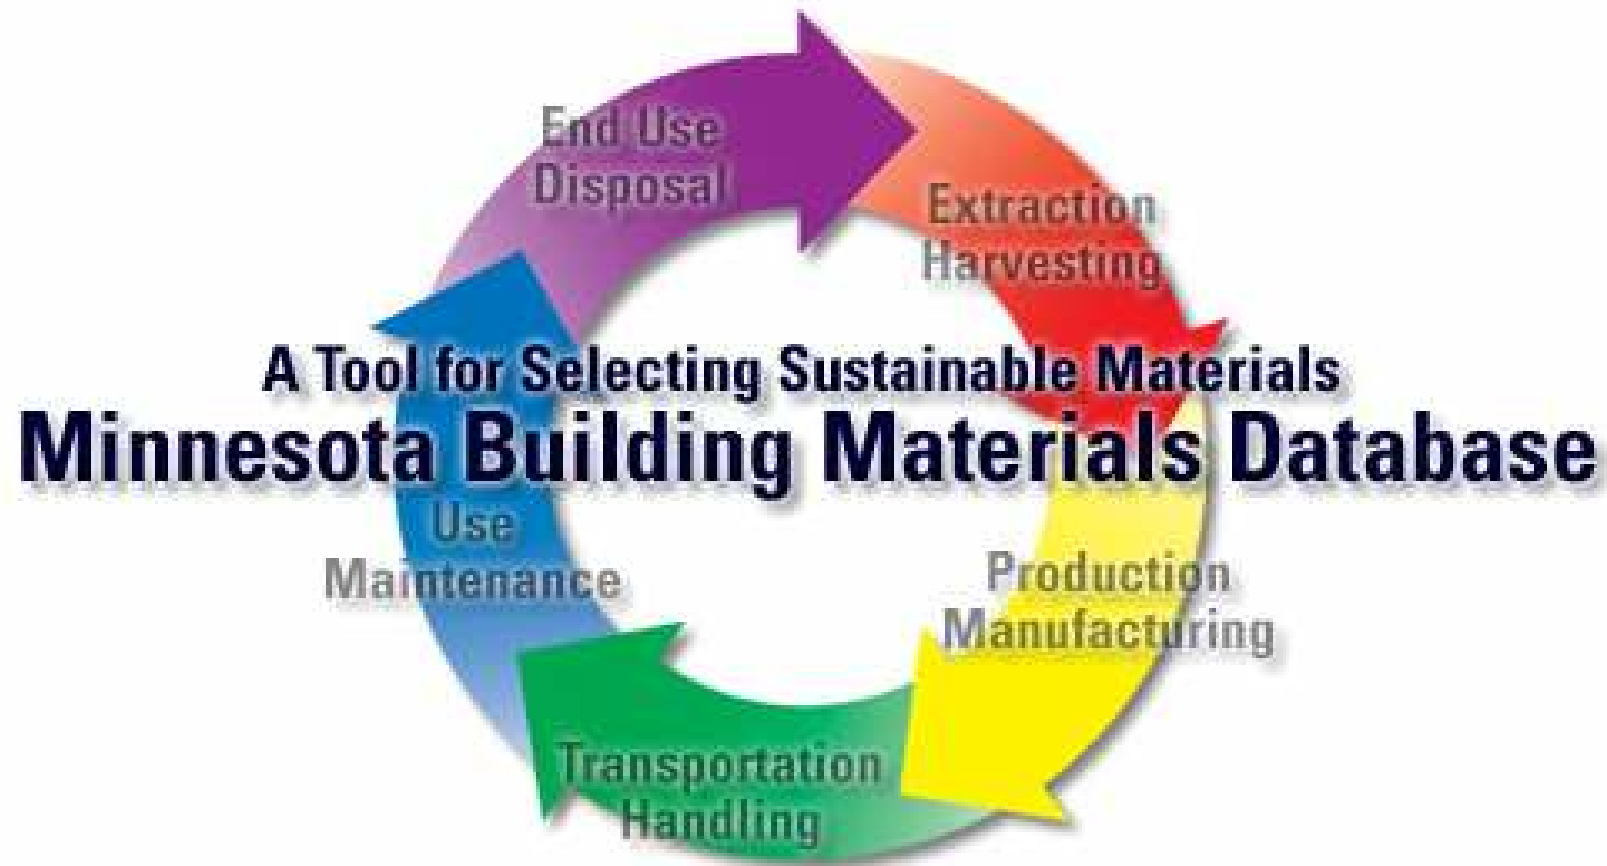 End Use
Disposal
Extraction
Harvesting
A Tool for Selecting Sustainable Materials
Minnesota Building Materials Database
Use
Maintenance
Production
Manufacturing
Transportation
Handling